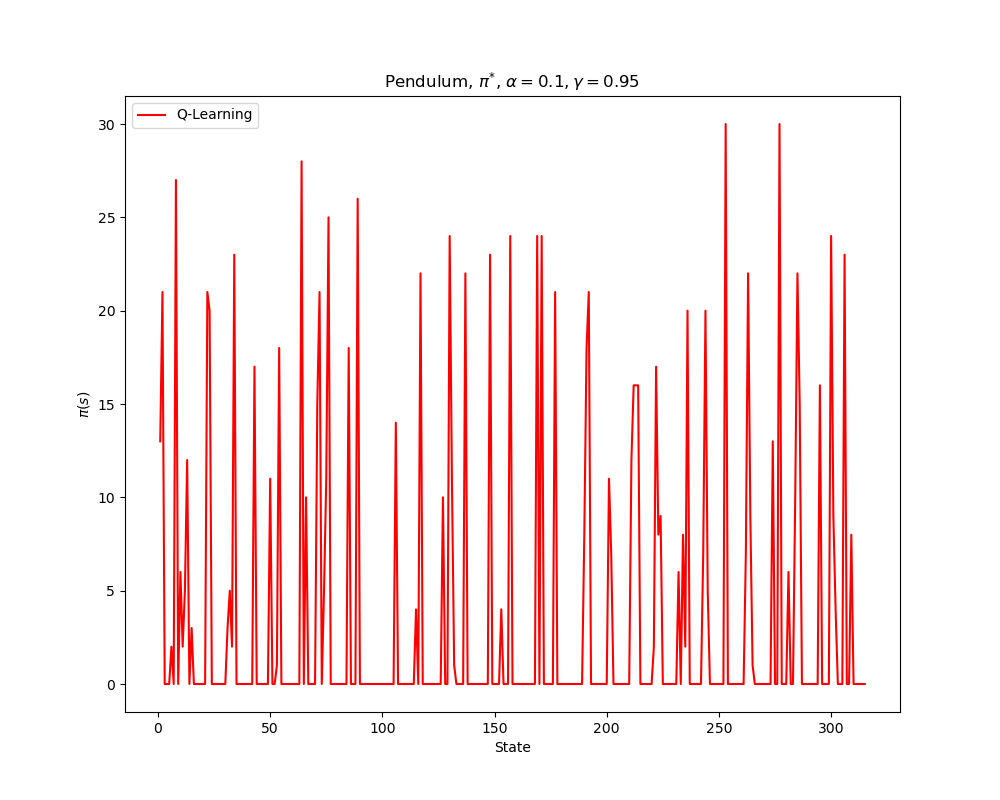 Pendulum, π*, α = 0.1, γ = 0.95
Q-Learning
30
25
20
15
10
5
0
π(s)
0 50 100 150 200 250 300
State